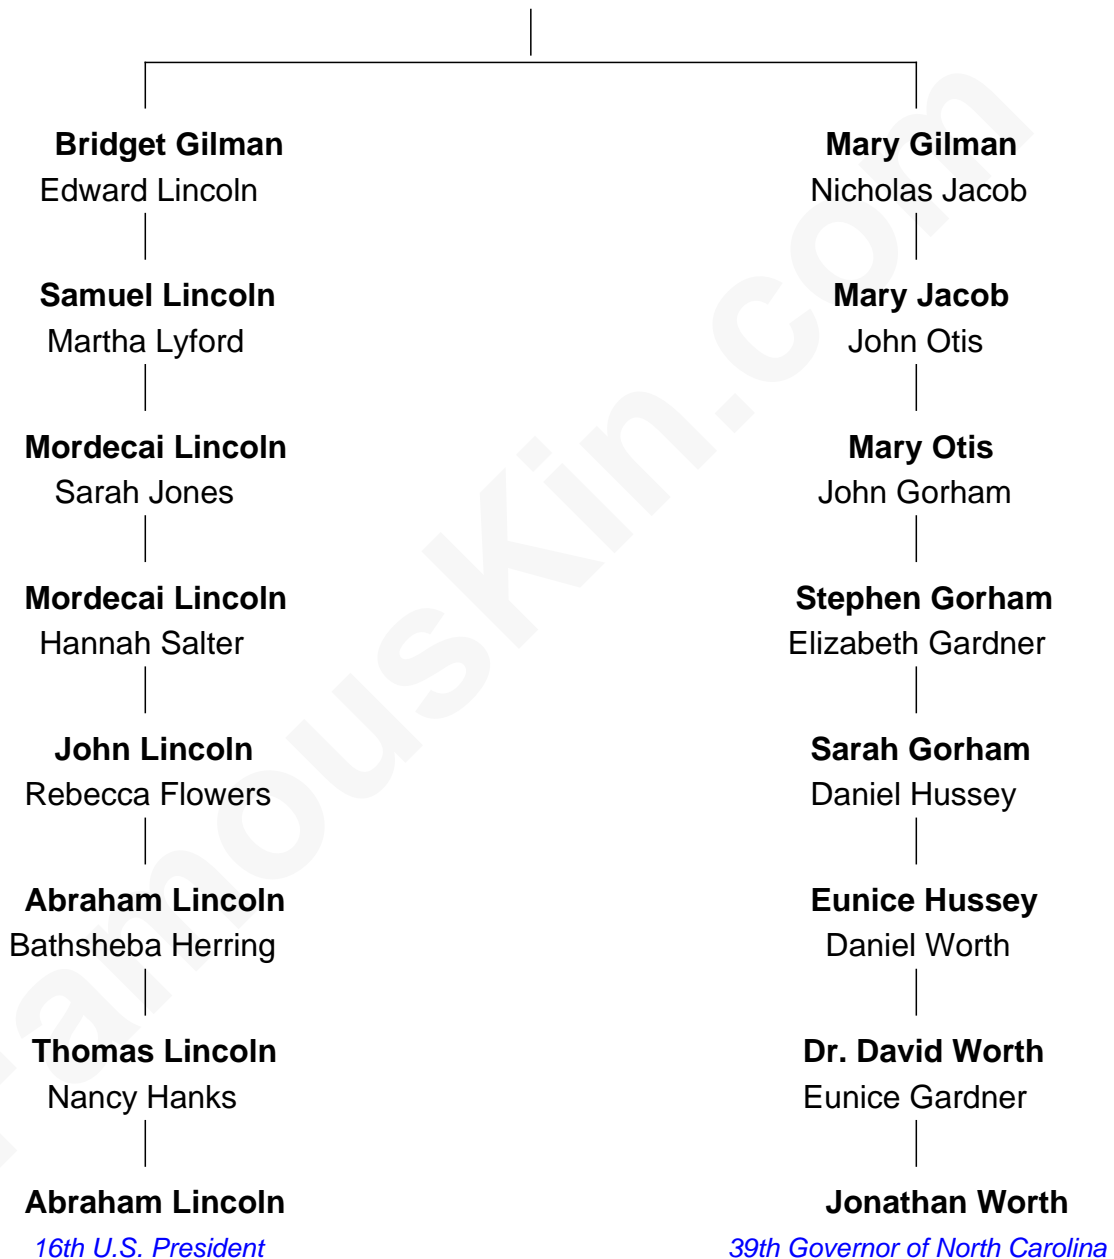 Bridget Gilman
Edward Lincoln
Samuel Lincoln
Martha Lyford
Mordecai Lincoln
Sarah Jones
Mordecai Lincoln
Hannah Salter
John Lincoln
Rebecca Flowers
Abraham Lincoln
Bathsheba Herring
Thomas Lincoln
Nancy Hanks
Abraham Lincoln
16th U.S. President
Mary Gilman
Nicholas Jacob
Mary Jacob
John Otis
Mary Otis
John Gorham
Stephen Gorham
Elizabeth Gardner
Sarah Gorham
Daniel Hussey
Eunice Hussey
Daniel Worth
Dr. David Worth
Eunice Gardner
Jonathan Worth
39th Governor of North Carolina
FamousKin.com